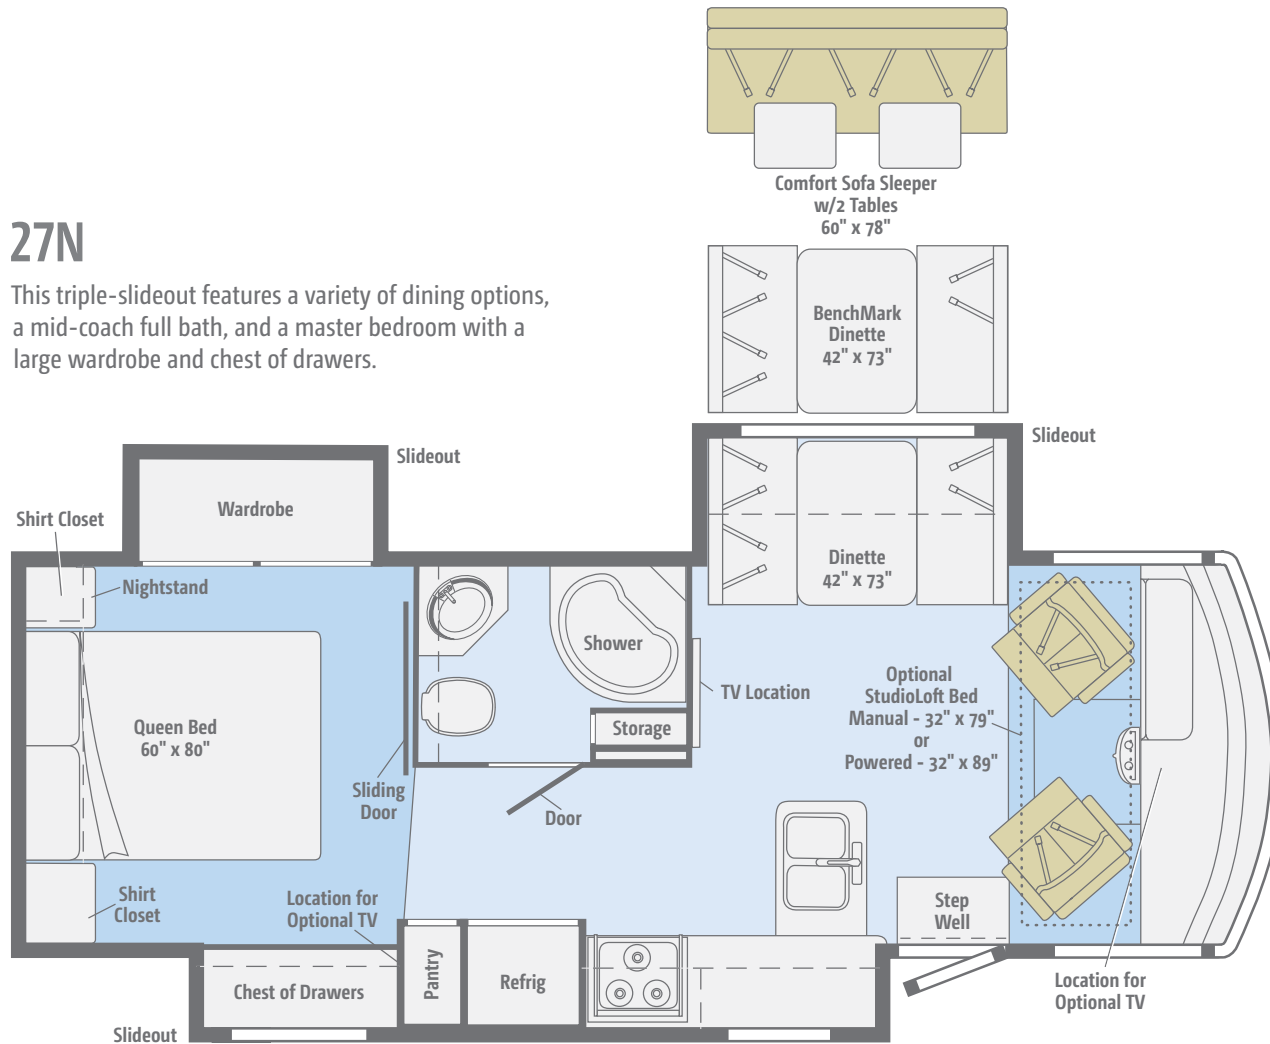 Comfort Sofa Sleeper
w/2 Tables
60" x 78"
27N
This triple-slideout features a variety of dining options,
a mid-coach full bath, and a master bedroom with a
large wardrobe and chest of drawers.
BenchMark
Dinette
42" x 73"
Slideout
Slideout
Wardrobe
Shirt Closet
Nightstand
Dinette
42" x 73"
Shower
TV Location
Optional
StudioLoft Bed
Manual - 32" x 79"
or
Powered - 32" x 89"
Queen Bed
60" x 80"
Storage
Sliding
Door
Door
Shirt
Closet
Location for
Optional TV
Step
Well
Pantry
Refrig
Chest of Drawers
Location for
Optional TV
Slideout